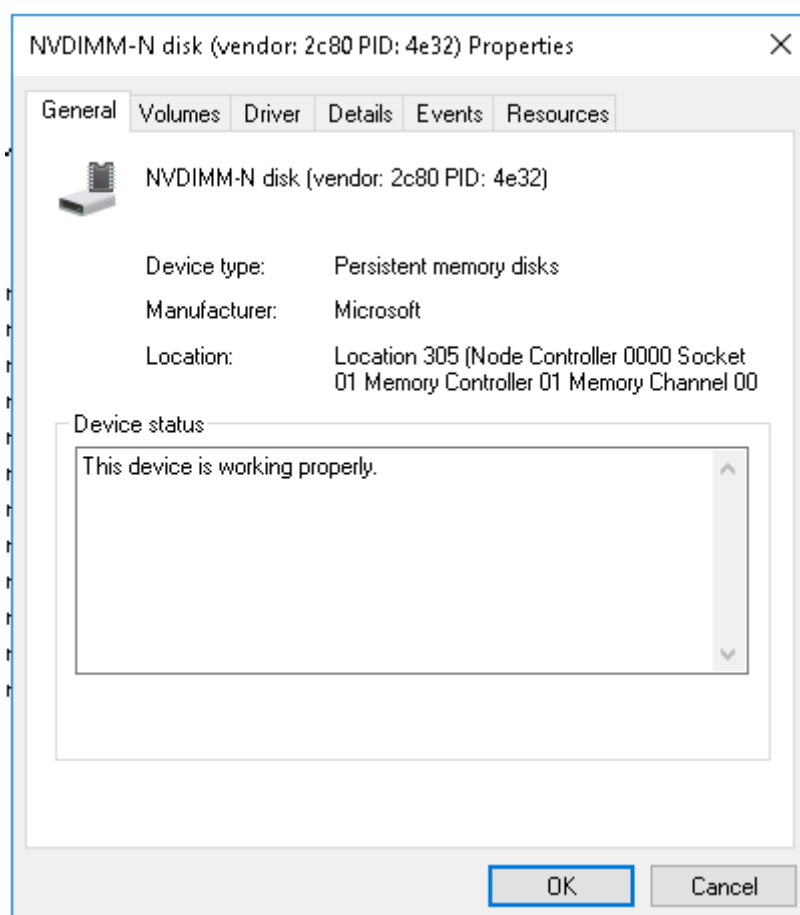 NVDIMM-N disk (vendor: 2c80 PID: 4e32) Properties
General Volumes Driver Details Events Resources
NVDIMM-N disk (vendor: 2c80 PID: 4e32)
Device type: Persistent memory disks
Manufacturer: Microsoft
Location: Location 305 (Node Controller 0000 Socket
01 Memory Controller 01 Memory Channel 00
Device status
This device is working properly.
OK Cancel